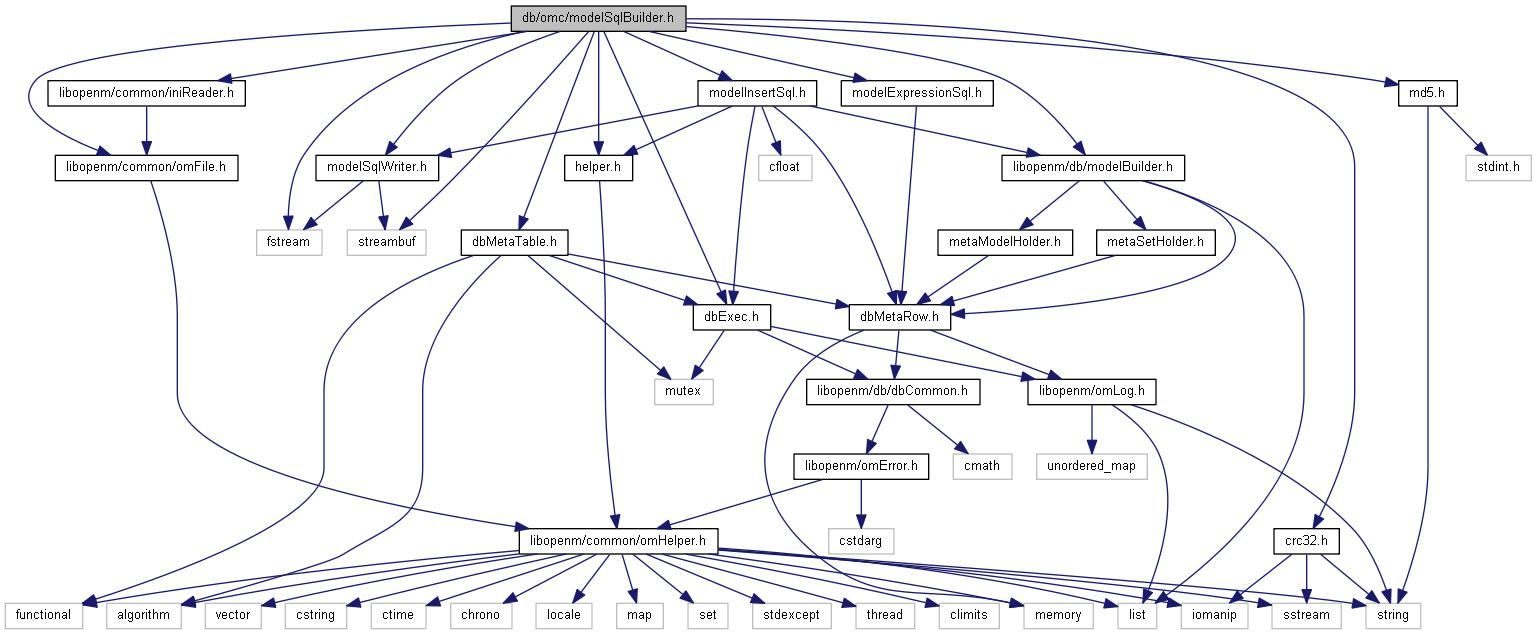 db/omc/modelSqlBuilder.h
libopenm/common/iniReader.h
modelInsertSql.h
modelExpressionSql.h
md5.h
libopenm/common/omFile.h
modelSqlWriter.h
helper.h
cfloat
libopenm/db/modelBuilder.h
stdint.h
fstream
streambuf
dbMetaTable.h
metaModelHolder.h
metaSetHolder.h
dbExec.h
dbMetaRow.h
mutex
libopenm/db/dbCommon.h
libopenm/omLog.h
libopenm/omError.h
cmath
unordered_map
libopenm/common/omHelper.h
cstdarg
crc32.h
functional
algorithm
vector
cstring
ctime
chrono
locale
map
set
stdexcept
thread
climits
memory
list
iomanip
sstream
string